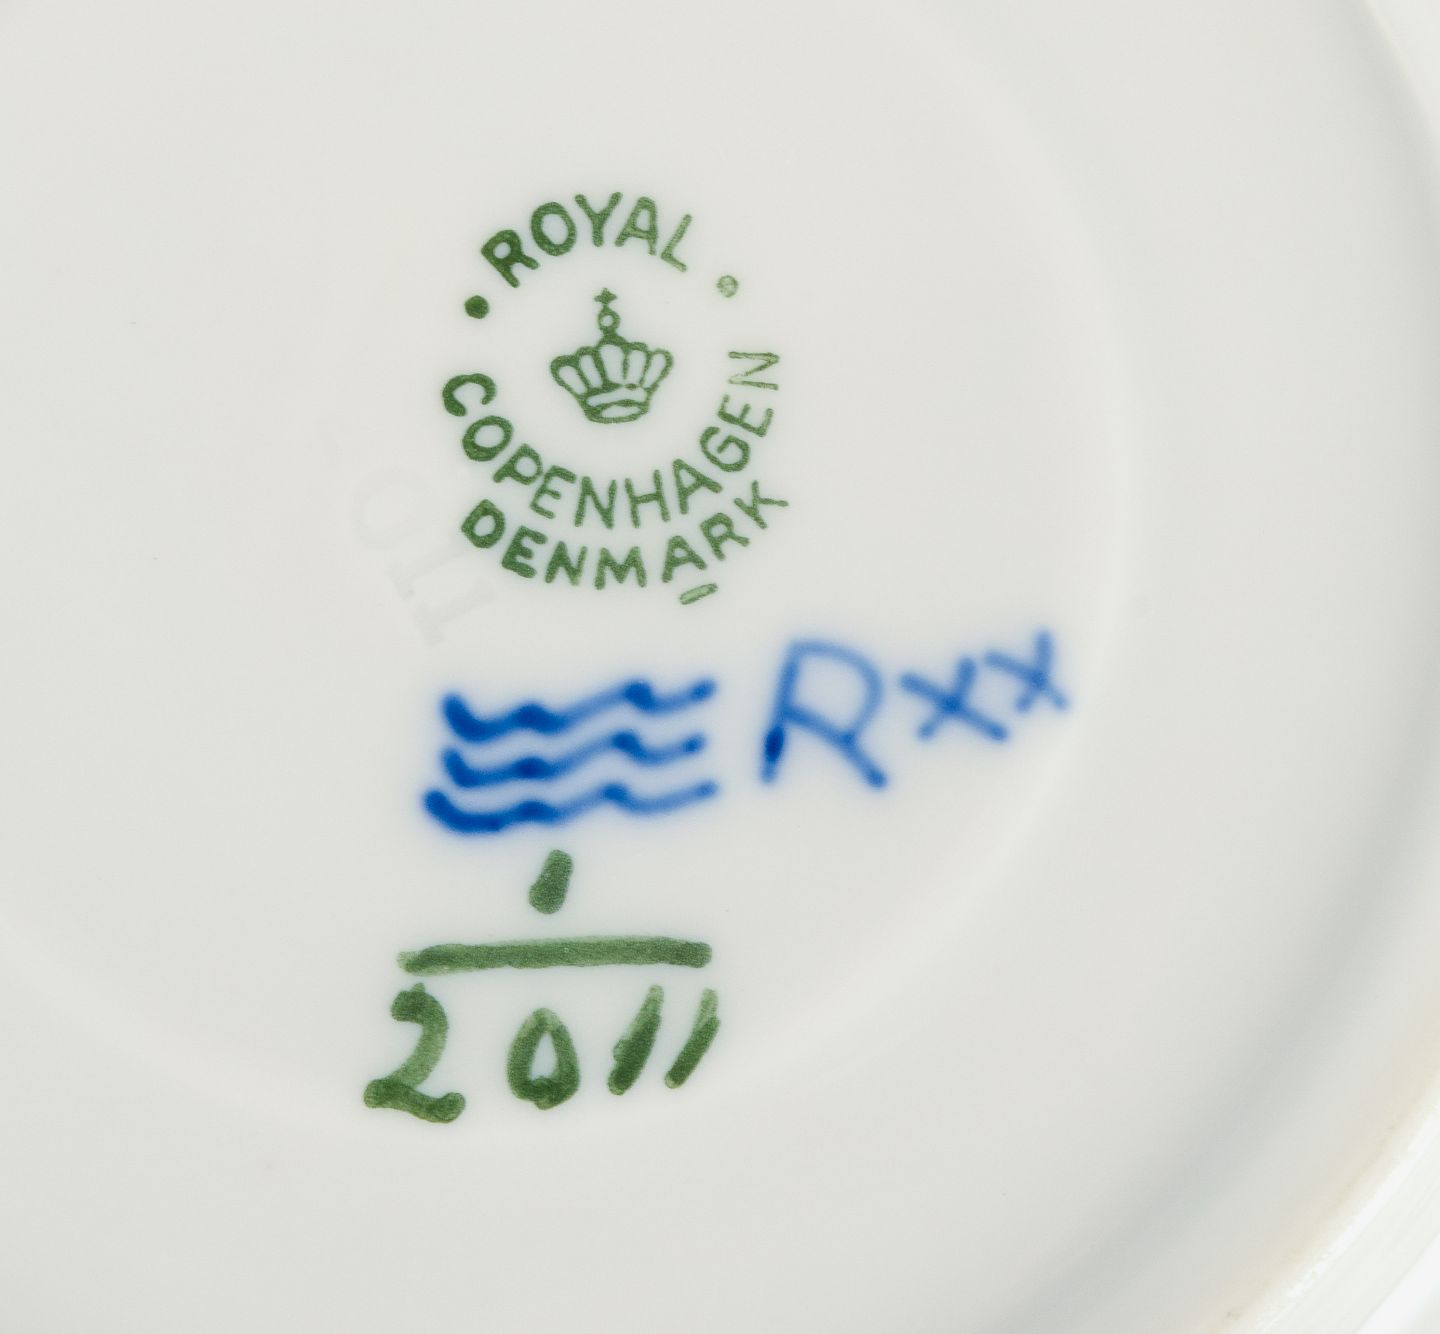 ROYAL
COPENHAGEN
DENMARK
Rxx
1
2011